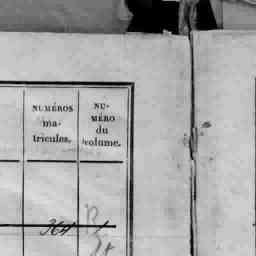 NUMÉROS
ma-
tricules.
NU-
MÉRO
du
volume.
364